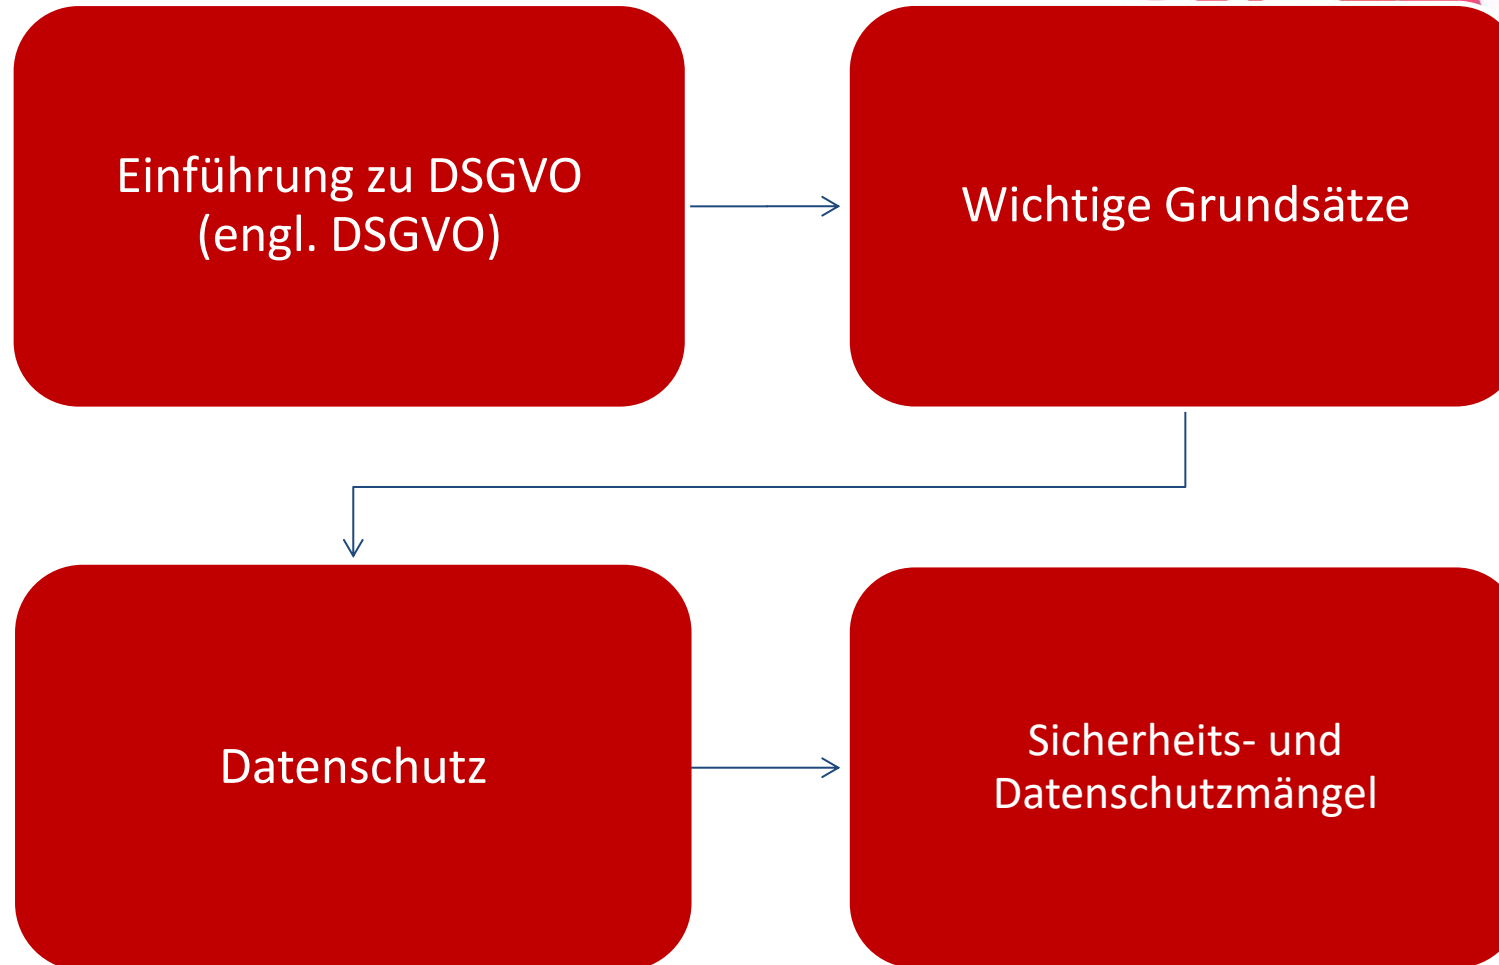 Einführung zu DSGVO
(engl. DSGVO)
Wichtige Grundsätze
Datenschutz
Sicherheits- und
Datenschutzmängel